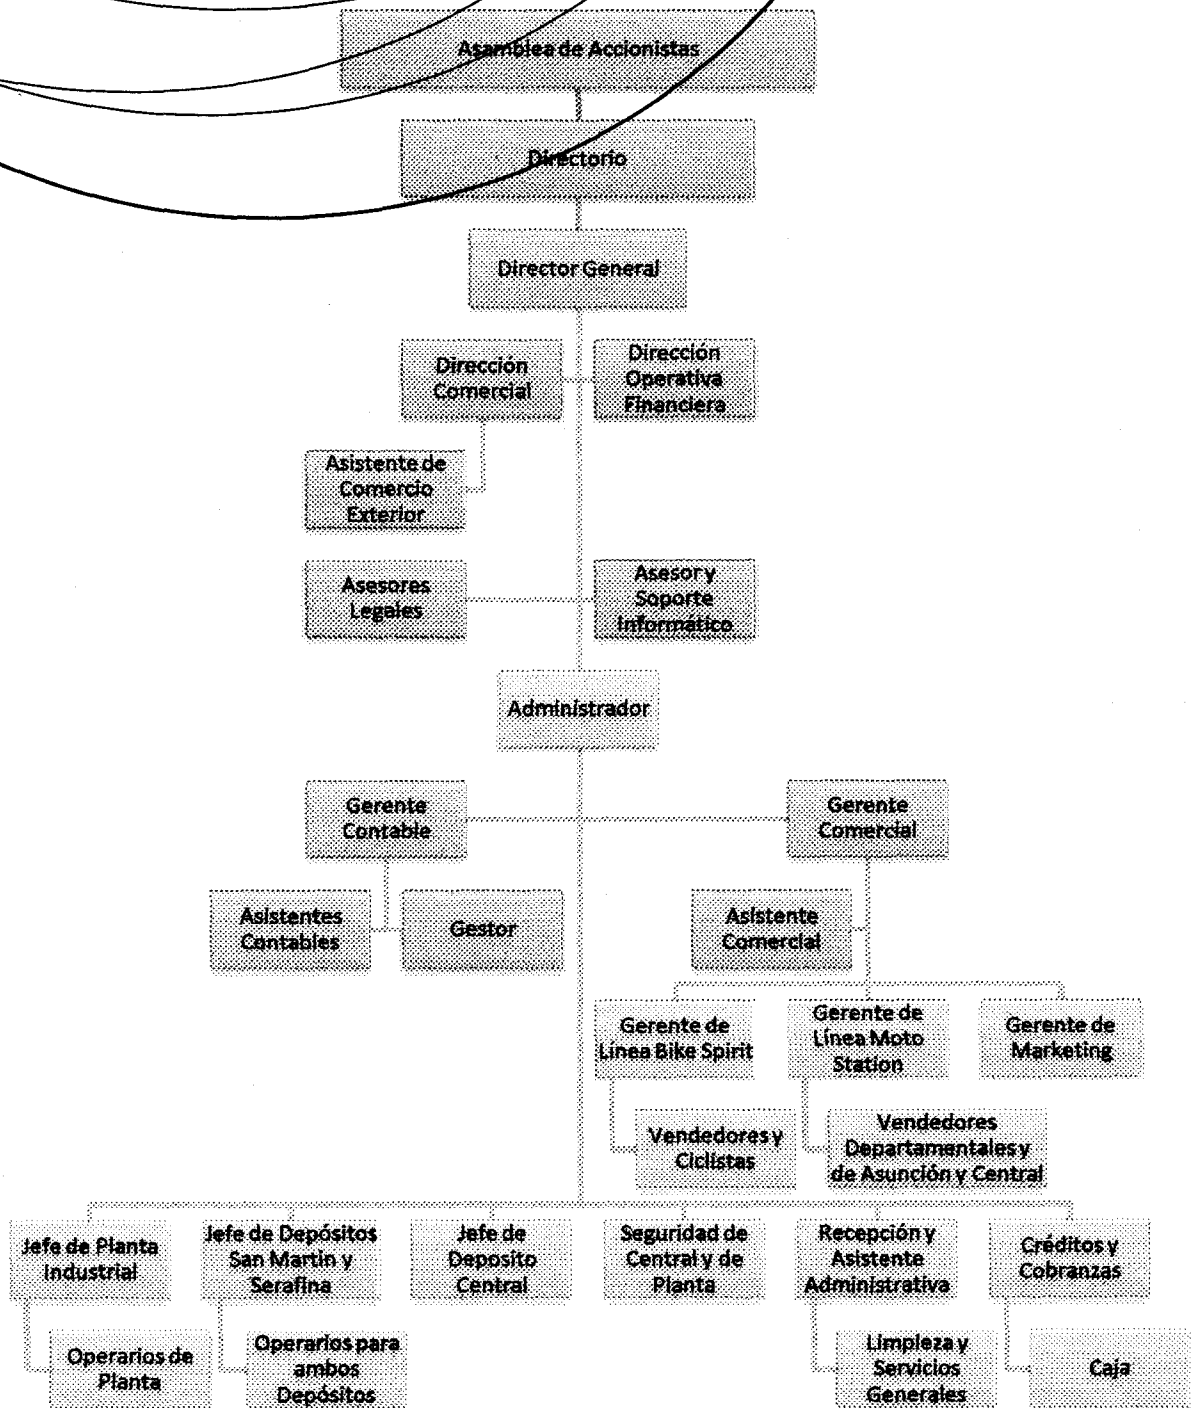 Asamblea de Accionistas
Directorio
Director General
Dirección
Comercial
Dirección
Operativa
Financiera
Asistente de
Comercio
Exterior
Asesores
Legales
Asesor y
Soporte
Informático
Administrador
Gerente
Contable
Gerente
Comercial
Asistentes
Contables
Gestor
Asistente
Comercial
Gerente de
Línea Bike Spirit
Gerente de
Línea Moto
Station
Gerente de
Marketing
Vendedores y
Ciclistas
Vendedores
Departamentales y
de Asunción y Central
Jefe de Planta
Industrial
Jefe de Depósitos
San Martin y
Serafina
Jefe de
Deposito
Central
Seguridad de
Central y de
Planta
Recepción y
Asistente
Administrativa
Créditos y
Cobranzas
Operarios de
Planta
Operarios para
ambos
Depósitos
Limpieza y
Servicios
Generales
Caja